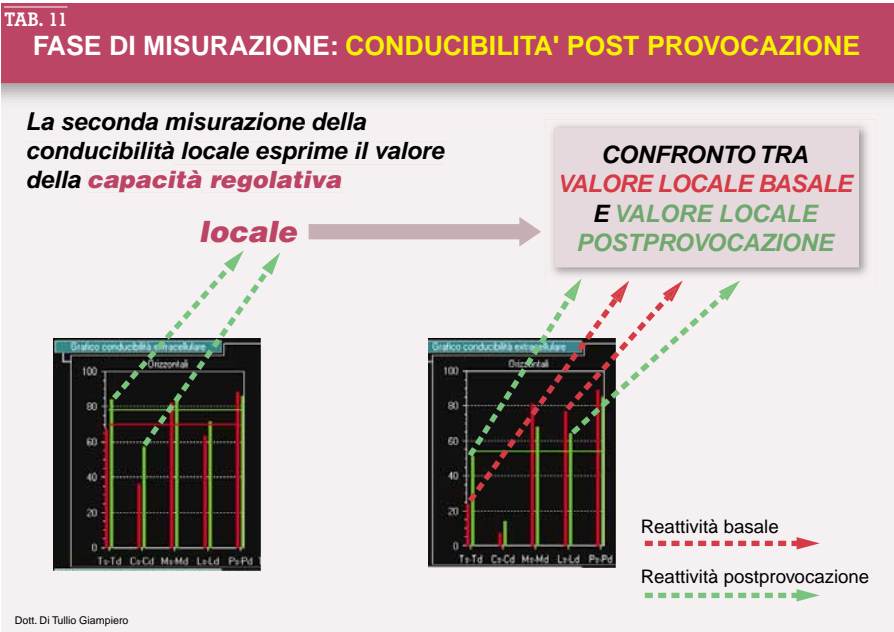 TAB. 11
FASE DI MISURAZIONE: CONDUCIBILITA' POST PROVOCAZIONE
La seconda misurazione della
conducibilità locale esprime il valore
della capacità regolativa
locale
CONFRONTO TRA
VALORE LOCALE BASALE
E VALORE LOCALE
POSTPROVOCAZIONE
Grafico conducibilità extracellulare
Orizzontali
100
80
60
40
20
0
Ts-Td Cs-Cd Ms-Md Ls-Ld Ps-Pd
Grafico conducibilità extracellulare
Orizzontali
100
80
60
40
20
0
Ts-Td Cs-Cd Ms-Md Ls-Ld Ps-Pd
Reattività basale
Reattività postprovocazione
Dott. Di Tullio Giampiero